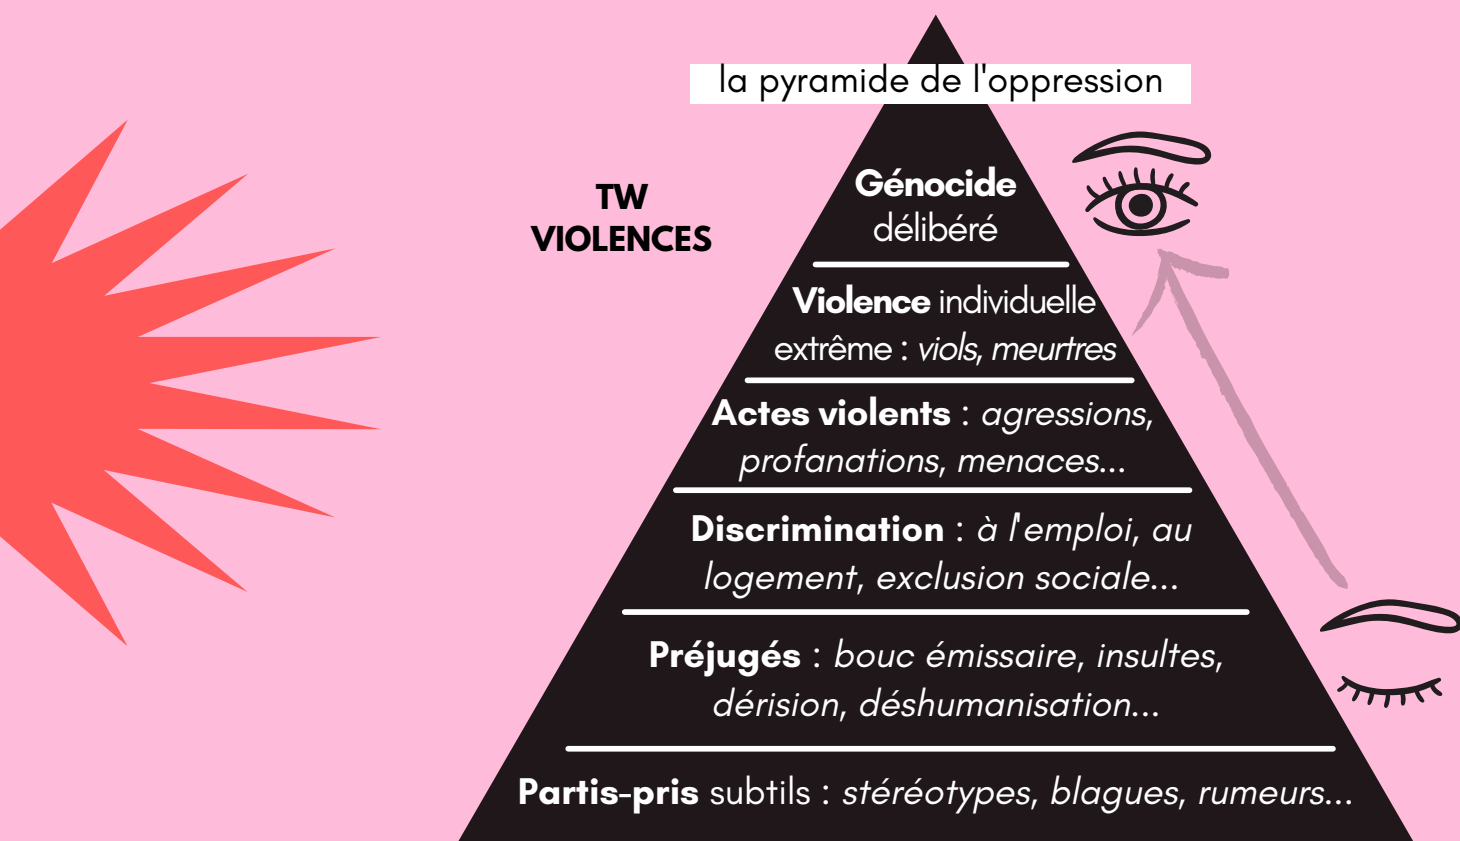 la pyramide de l'oppression
TW
VIOLENCES
Génocide
délibéré
Violence individuelle
extrême : viols, meurtres
Actes violents : agressions,
profanations, menaces...
Discrimination : à l'emploi, au
logement, exclusion sociale...
Préjugés : bouc émissaire, insultes,
dérision, déshumanisation...
Partis-pris subtils : stéréotypes, blagues, rumeurs...